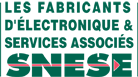 LES FABRICANTS
D'ÉLECTRONIQUE &
SERVICES ASSOCIÉS
SNESE